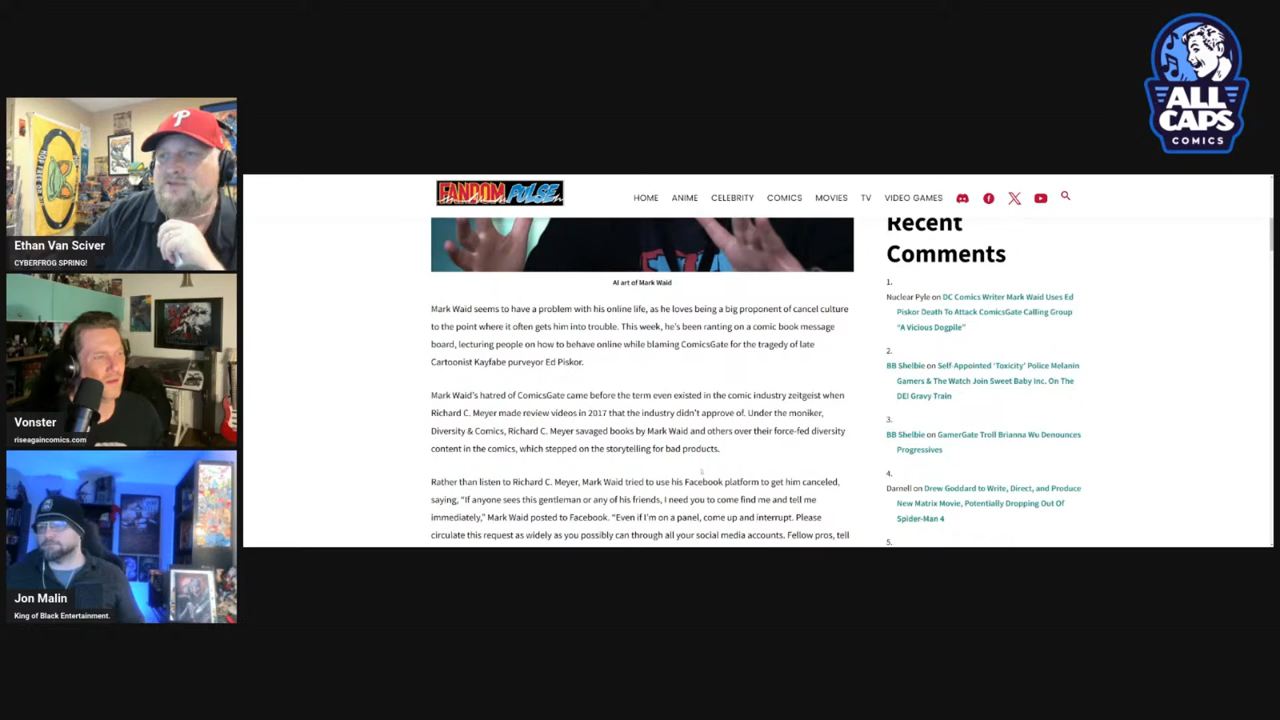 ALL
CAPS
COMICS
P
Ethan Van Sciver
CYBERFROG SPRING!
Vonster
riseagaincomics.com
Jon Malin
King of Black Entertainment.
FANDOM PULSE
HOME ANIME CELEBRITY COMICS MOVIES TV VIDEO GAMES
AI art of Mark Waid
Mark Waid seems to have a problem with his online life, as he loves being a big proponent of cancel culture
to the point where it often gets him into trouble. This week, he's been ranting on a comic book message
board, lecturing people on how to behave online while blaming ComicsGate for the tragedy of late
Cartoonist Kayfabe purveyor Ed Piskor.
Mark Waid's hatred of ComicsGate came before the term even existed in the comic industry zeitgeist when
Richard C. Meyer made review videos in 2017 that the industry didn't approve of. Under the moniker,
Diversity & Comics, Richard C. Meyer savaged books by Mark Waid and others over their force-fed diversity
content in the comics, which stepped on the storytelling for bad products.
Rather than listen to Richard C. Meyer, Mark Waid tried to use his Facebook platform to get him canceled,
saying, "If anyone sees this gentleman or any of his friends, I need you to come find me and tell me
immediately," Mark Waid posted to Facebook. "Even if I'm on a panel, come up and interrupt. Please
circulate this request as widely as you possibly can through all your social media accounts. Fellow pros, tell
Recent
Comments
1.
Nuclear Pyle on DC Comics Writer Mark Waid Uses Ed
Piskor Death To Attack ComicsGate Calling Group
"A Vicious Dogpile"
2.
BB Shelbie on Self-Appointed 'Toxicity' Police Melanin
Gamers & The Watch Join Sweet Baby Inc. On The
DEI Gravy Train
3.
BB Shelbie on GamerGate Troll Brianna Wu Denounces
Progressives
4.
Darnell on Drew Goddard to Write, Direct, and Produce
New Matrix Movie, Potentially Dropping Out Of
Spider-Man 4
5.